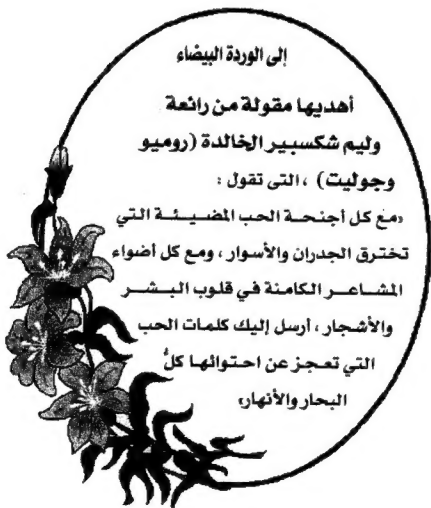 إلى الوردة البيضاء
أهديها مقولة من رائعة
وليم شكسبير الخالدة (روميو
وجوليت) ، التى تقول :
«مع كل أجنحة الحب المضيئة التي
تخترق الجدران والأسوار ، ومع كل أضواء
المشاعر الكامنة في قلوب البشر
والأشجار ، أرسل إليك كلمات الحب
التي تعجز عن احتوائها كلُّ
البحار والأنهار»